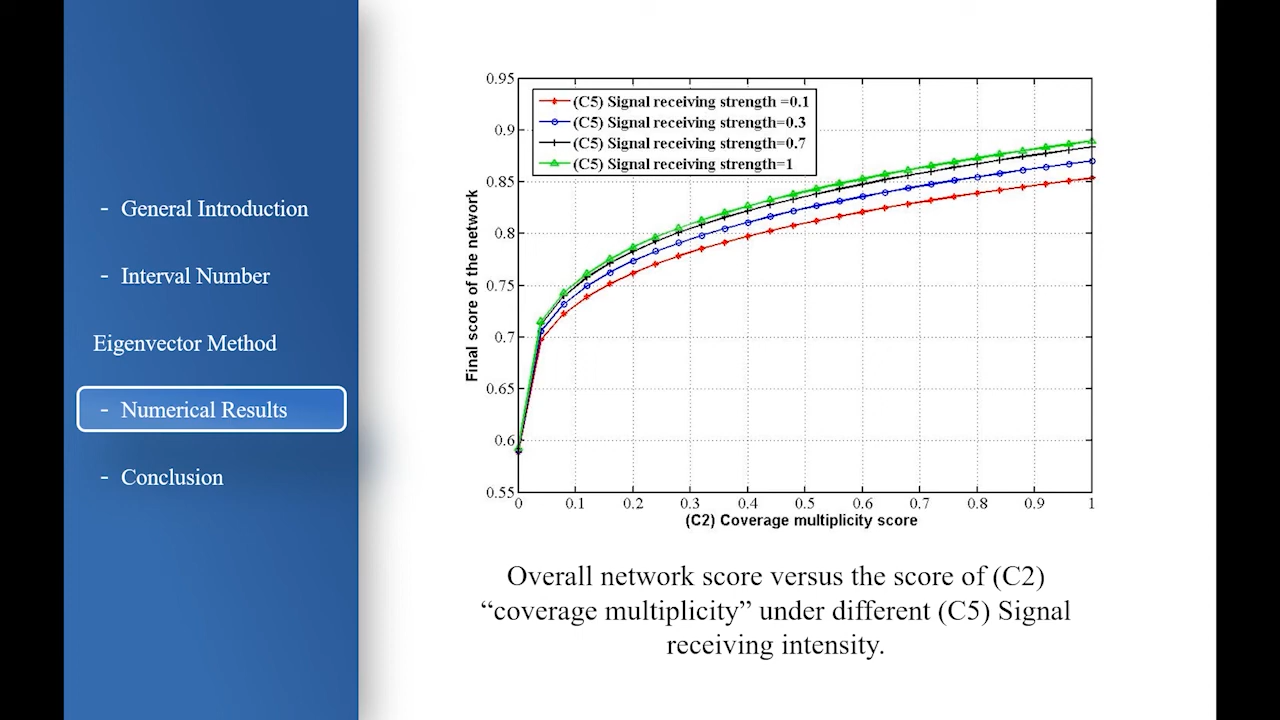 - General Introduction
- Interval Number
Eigenvector Method
- Numerical Results
- Conclusion
0.95
0.9
0.85
0.8
0.75
0.7
0.65
0.6
0.55
Final score of the network
(C5) Signal receiving strength =0.1
(C5) Signal receiving strength=0.3
(C5) Signal receiving strength=0.7
(C5) Signal receiving strength=1
0 0.1 0.2 0.3 0.4 0.5 0.6 0.7 0.8 0.9 1
(C2) Coverage multiplicity score
Overall network score versus the score of (C2)
“coverage multiplicity” under different (C5) Signal
receiving intensity.